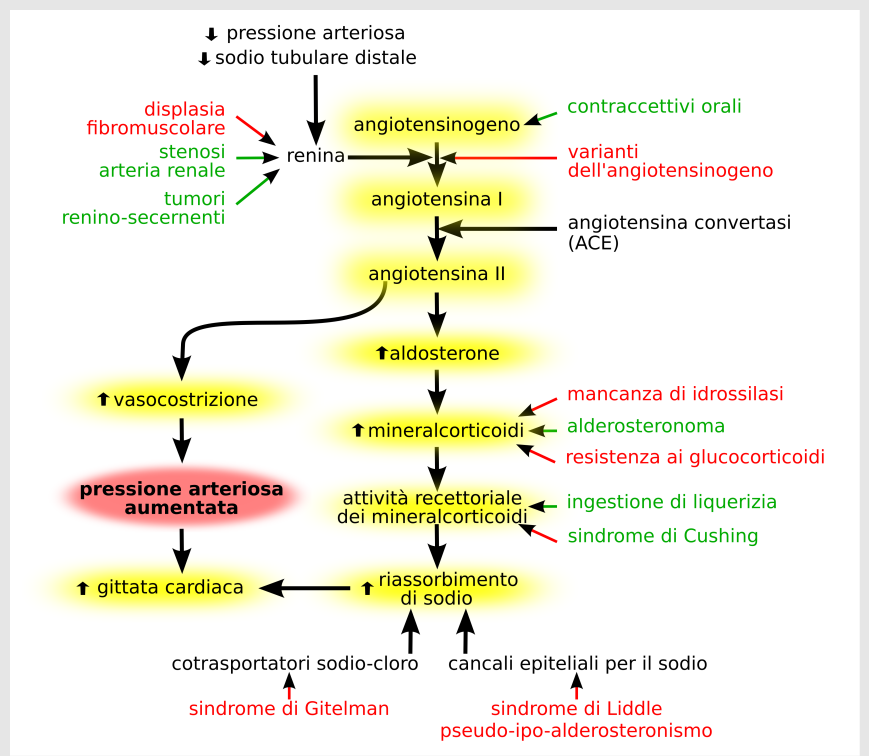 ⬇ pressione arteriosa
⬇ sodio tubulare distale
displasia
fibromuscolare
stenosi
arteria renale
tumori
renino-secernenti
renina
angiotensinogeno
contraccettivi orali
varianti
dell'angiotensinogeno
angiotensina I
angiotensina convertasi
(ACE)
angiotensina II
⬆ aldosterone
⬆ vasocostrizione
⬆ mineralcorticoidi
mancanza di idrossilasi
alderosteronoma
resistenza ai glucocorticoidi
pressione arteriosa
aumentata
attività recettoriale
dei mineralcorticoidi
ingestione di liquerizia
sindrome di Cushing
⬆ gittata cardiaca
⬆ riassorbimento
di sodio
cotrasportatori sodio-cloro
cancali epiteliali per il sodio
sindrome di Gitelman
sindrome di Liddle
pseudo-ipo-alderosteronismo